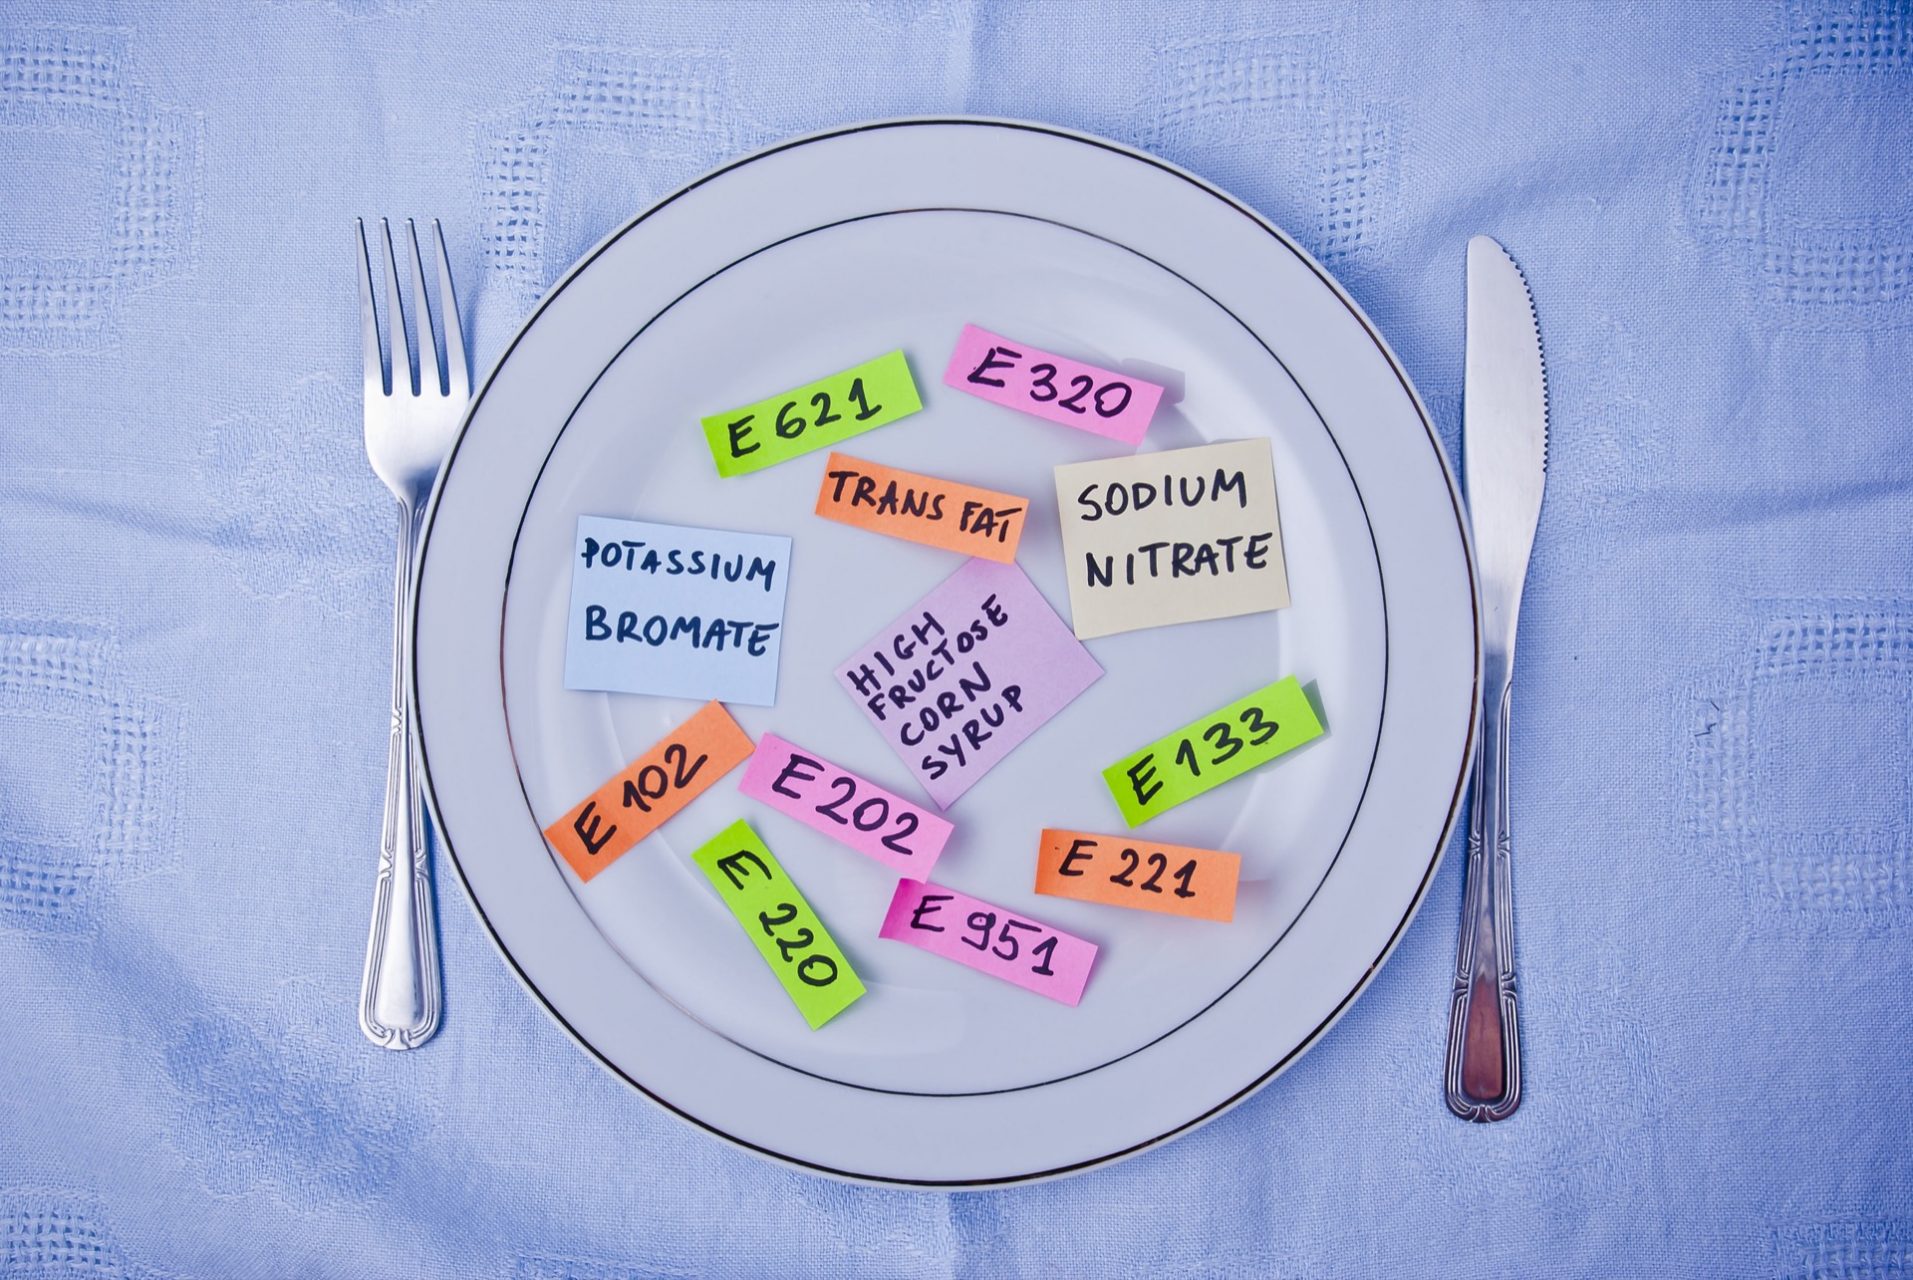 E 621
E 320
TRANS FAT
SODIUM
NITRATE
POTASSIUM
BROMATE
HIGH
FRUCTOSE
CORN
SYRUP
E 102
E 202
E 133
E 220
E 951
E 221